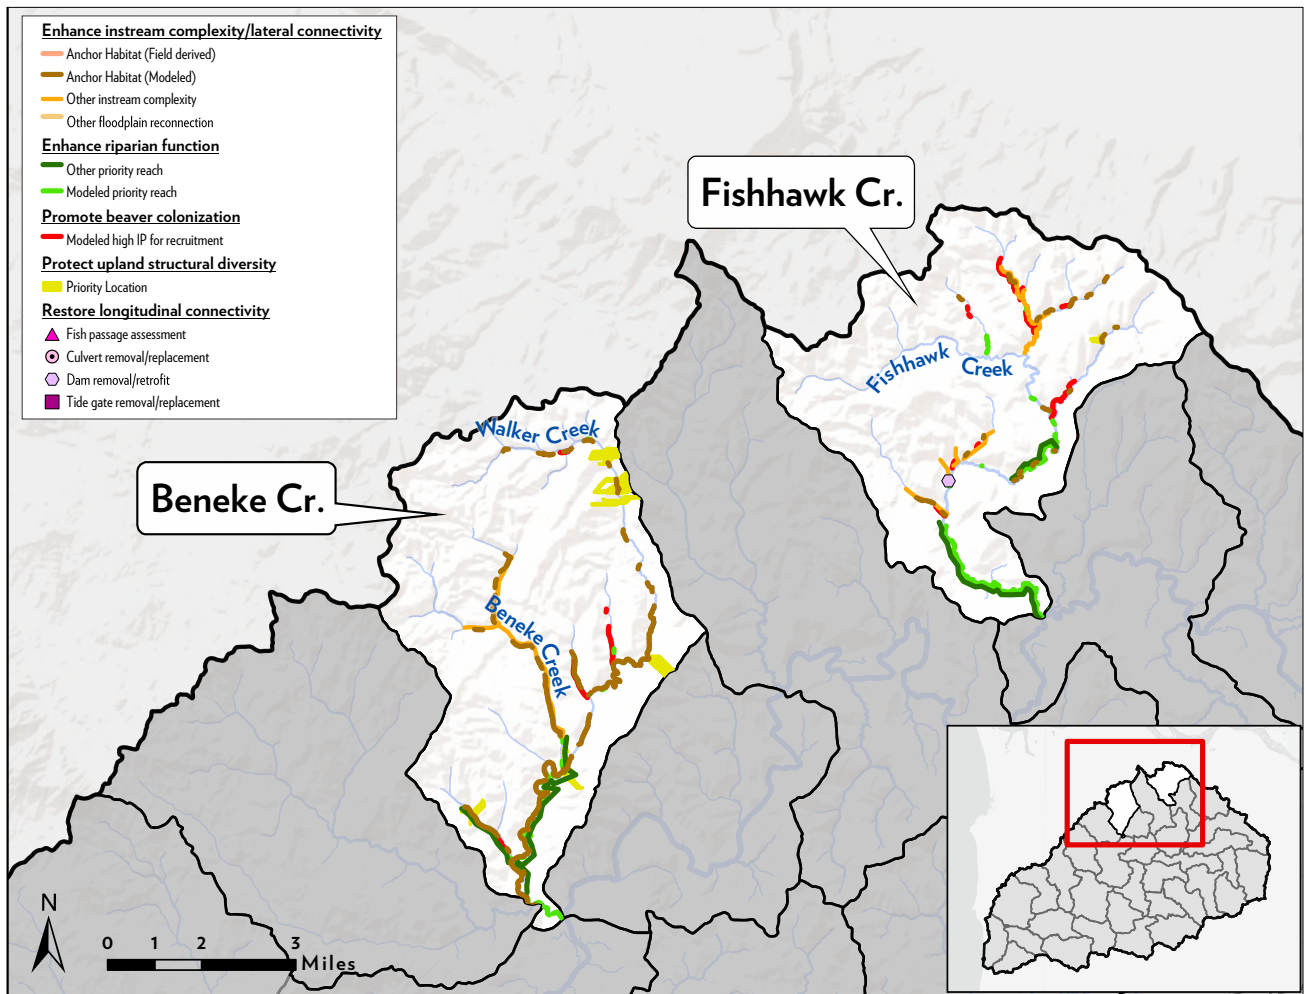 Enhance instream complexity/lateral connectivity
Anchor Habitat (Field derived)
Anchor Habitat (Modeled)
Other instream complexity
Other floodplain reconnection
Enhance riparian function
Other priority reach
Modeled priority reach
Promote beaver colonization
Modeled high IP for recruitment
Protect upland structural diversity
Priority Location
Restore longitudinal connectivity
Fish passage assessment
Culvert removal/replacement
Dam removal/retrofit
Tide gate removal/replacement
Fishhawk Cr.
Fishhawk Creek
Walker Creek
Beneke Cr.
Beneke Creek
N
0 1 2 3
Miles